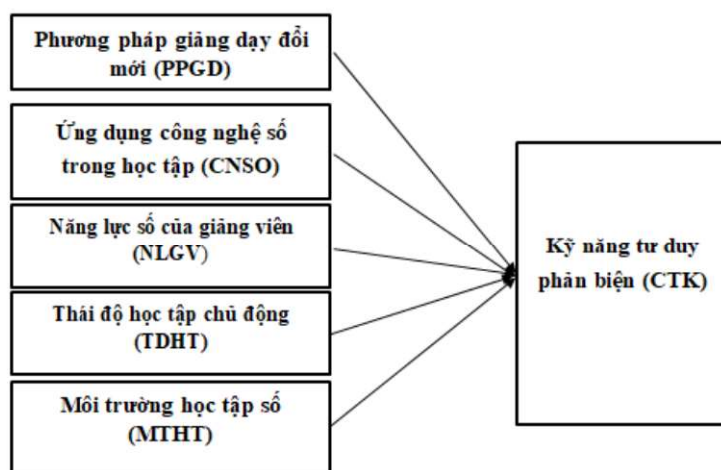 Phương pháp giảng dạy đổi
mới (PPGD)
Ứng dụng công nghệ số
trong học tập (CNSO)
Năng lực số của giảng viên
(NLGV)
Thái độ học tập chủ động
(TDHT)
Môi trường học tập số
(MTHT)
Kỹ năng tư duy
phản biện (CTK)